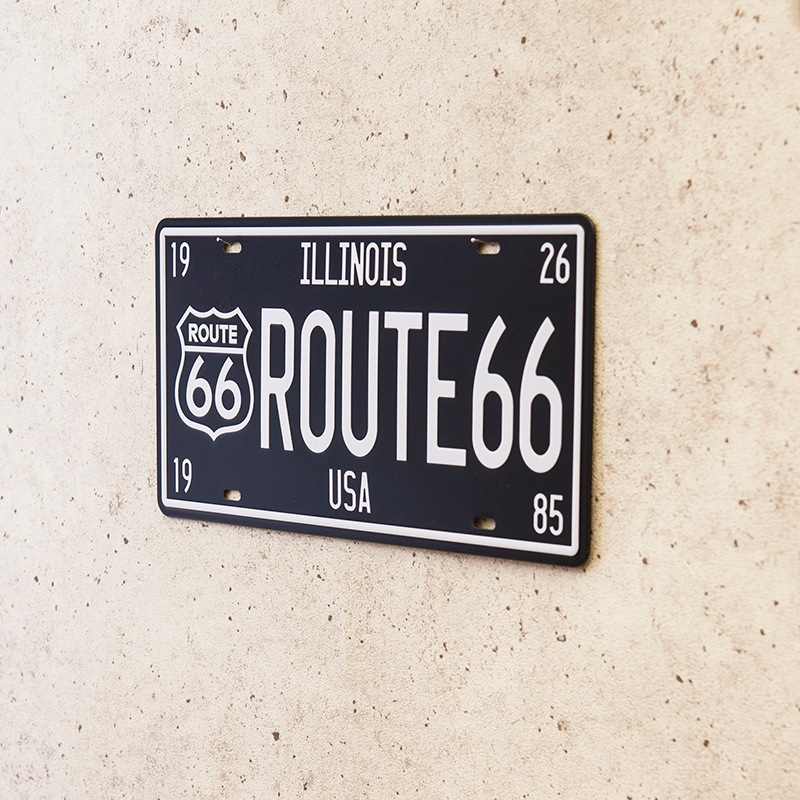 19 ILLINOIS 26
ROUTE
66
ROUTE66
19 USA 85